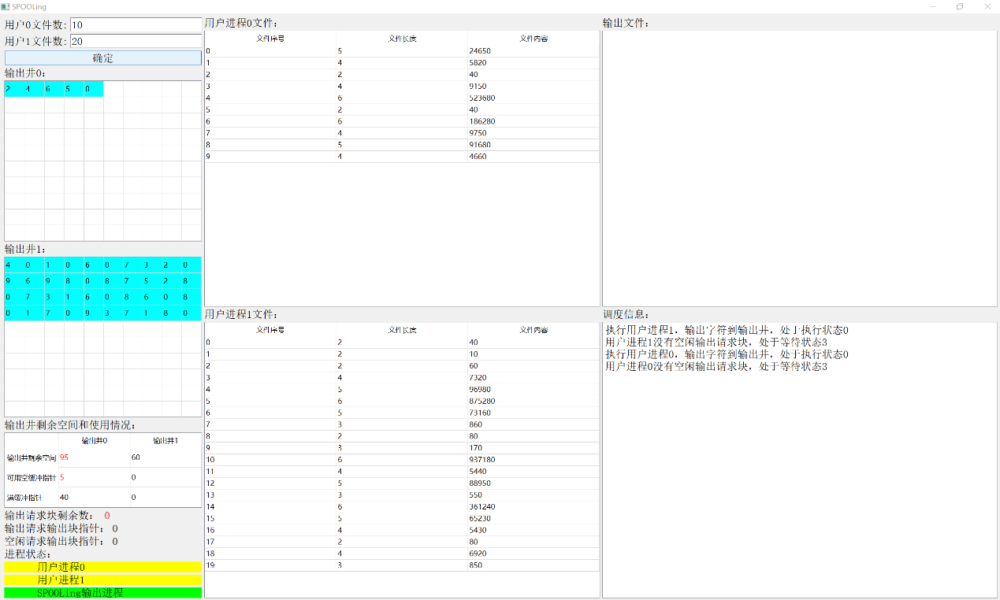 SPOOLing
用户0文件数: 10
用户1文件数: 20
确定
输出井0:
2 4 6 5 0
输出井1:
4 0 1 0 6 0 7 3 2 0
9 6 9 8 0 8 7 5 2 8
0 7 3 1 6 0 8 6 0 8
0 1 7 0 9 3 7 1 8 0
输出井剩余空间和使用情况:
输出井0 输出井1
输出井剩余空间 95 60
可用空缓冲指针 5 0
满缓冲指针 40 0
输出请求块剩余数: 0
输出请求输出块指针: 0
空闲请求输出块指针: 0
进程状态:
用户进程0
用户进程1
SPOOLing输出进程
用户进程0文件:
文件序号 文件长度 文件内容
0 5 24650
1 4 5820
2 2 40
3 4 9150
4 6 523680
5 2 40
6 6 186280
7 4 9750
8 5 91680
9 4 4660
用户进程1文件:
文件序号 文件长度 文件内容
0 2 40
1 2 10
2 2 60
3 4 7320
4 5 96980
5 6 875280
6 5 73160
7 3 860
8 2 80
9 3 170
10 6 937180
11 4 5440
12 5 88950
13 3 550
14 6 361240
15 5 65230
16 4 5430
17 2 80
18 4 6920
19 3 850
输出文件:
调度信息:
执行用户进程1，输出字符到输出井，处于执行状态0
用户进程1没有空闲输出请求块，处于等待状态3
执行用户进程0，输出字符到输出井，处于执行状态0
用户进程0没有空闲输出请求块，处于等待状态3